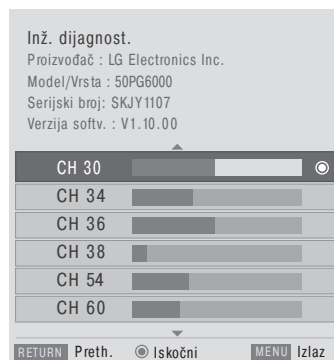 Inž. dijagnost.
Proizvođač : LG Electronics Inc.
Model/Vrsta : 50PG6000
Serijski broj: SKJY1107
Verzija softv. : V1.10.00
CH 30
CH 34
CH 36
CH 38
CH 54
CH 60
RETURN Preth. Iskočni MENU Izlaz